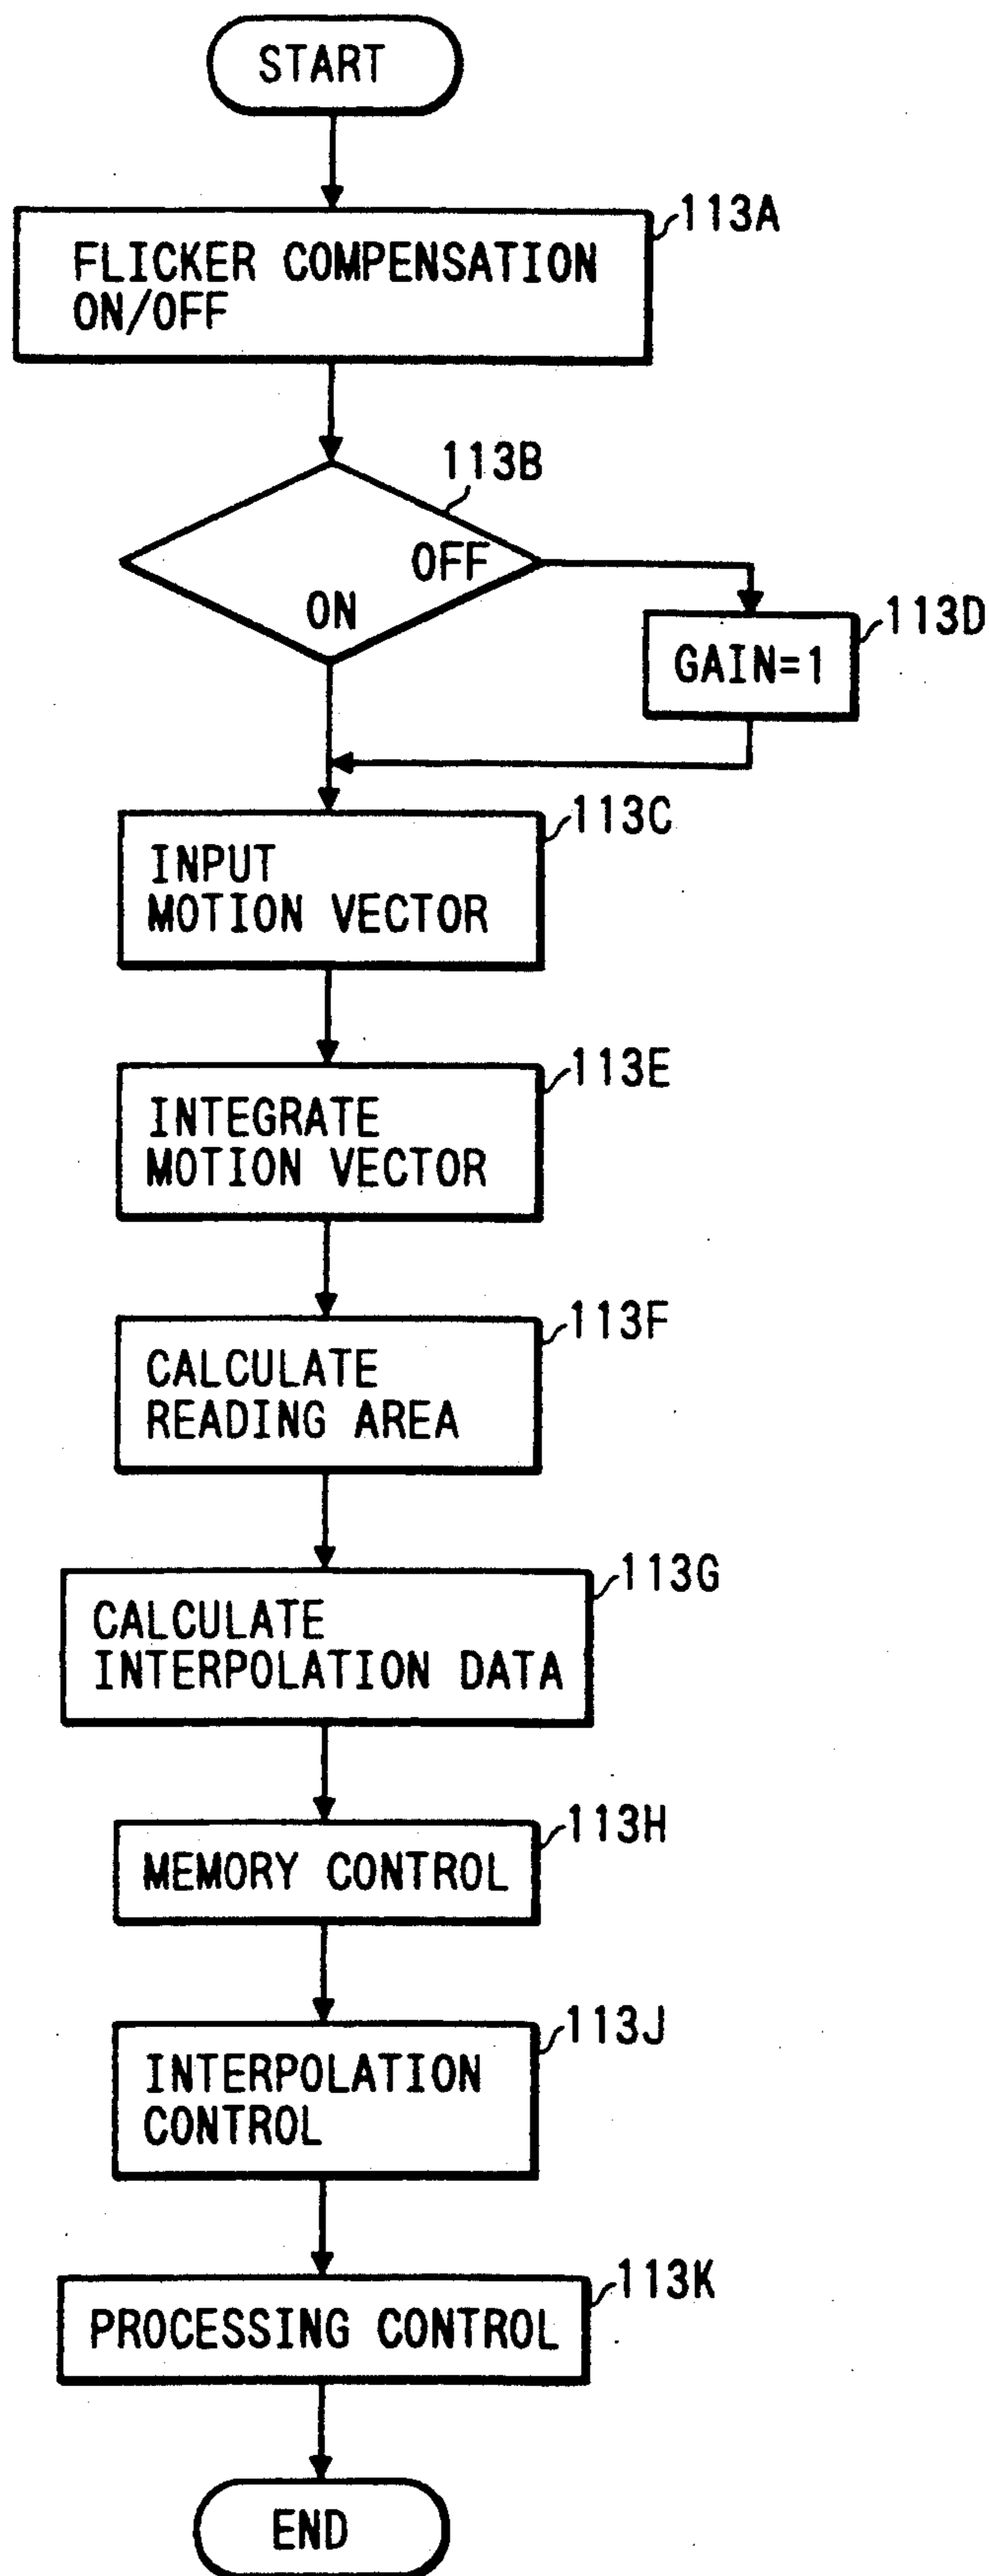 START
113A
FLICKER COMPENSATION
ON/OFF
113B
OFF
ON
113D
GAIN=1
113C
INPUT
MOTION VECTOR
113E
INTEGRATE
MOTION VECTOR
113F
CALCULATE
READING AREA
113G
CALCULATE
INTERPOLATION DATA
113H
MEMORY CONTROL
113J
INTERPOLATION
CONTROL
113K
PROCESSING CONTROL
END